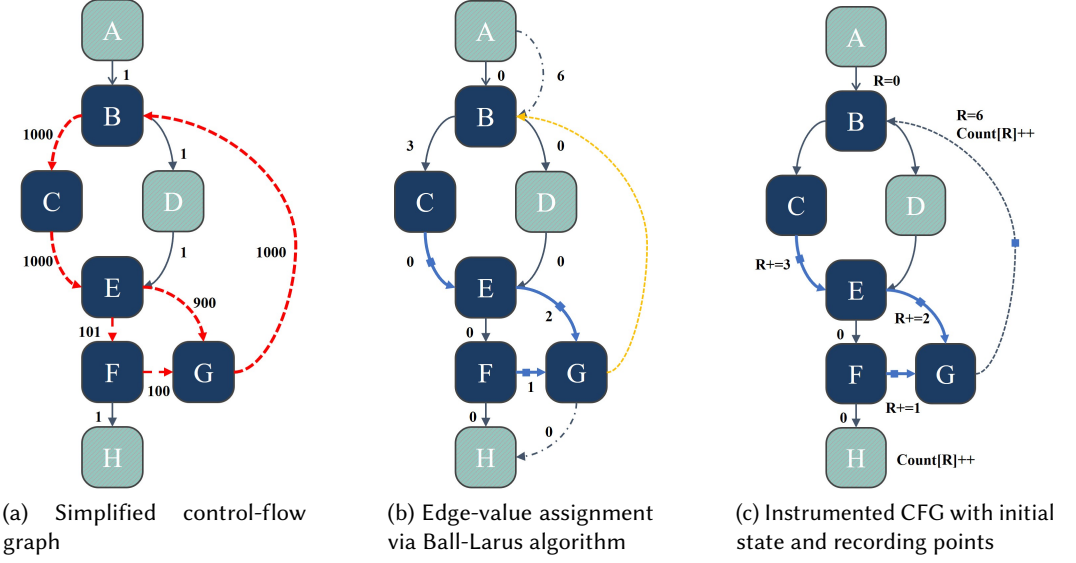 A
1
B
1000
1
C
D
1000
1
1000
E
900
101
F
G
100
1
H
(a) Simplified control-flow
graph
A
0
6
B
3
0
C
D
0
0
E
2
0
F
G
1
0
0
H
(b) Edge-value assignment
via Ball-Larus algorithm
A
R=0
B
R=6
Count[R]++
C
D
R+=3
E
R+=2
0
F
G
R+=1
0
H
Count[R]++
(c) Instrumented CFG with initial
state and recording points